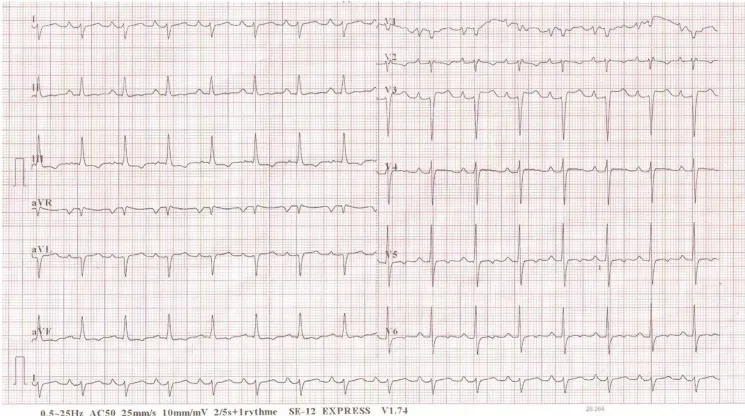 I V1
II V2
V3
III V4
aVR
aVL V5
aVF V6
I
0.5~25Hz AC50 25mm/s 10mm/mV 2/5s+1rythme SE-12 EXPRESS V1.74